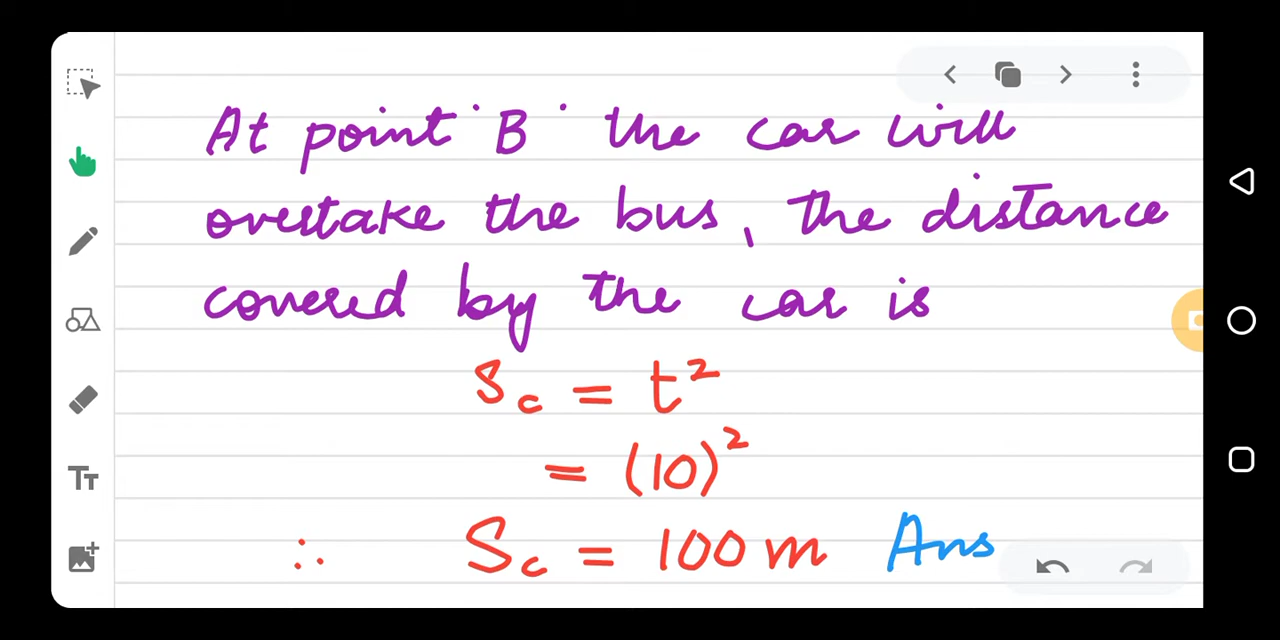 At point "B" the car will
overtake the bus, the distance
covered by the car is
Sc = t²
= (10)²
∴ Sc = 100 m Ans
TT